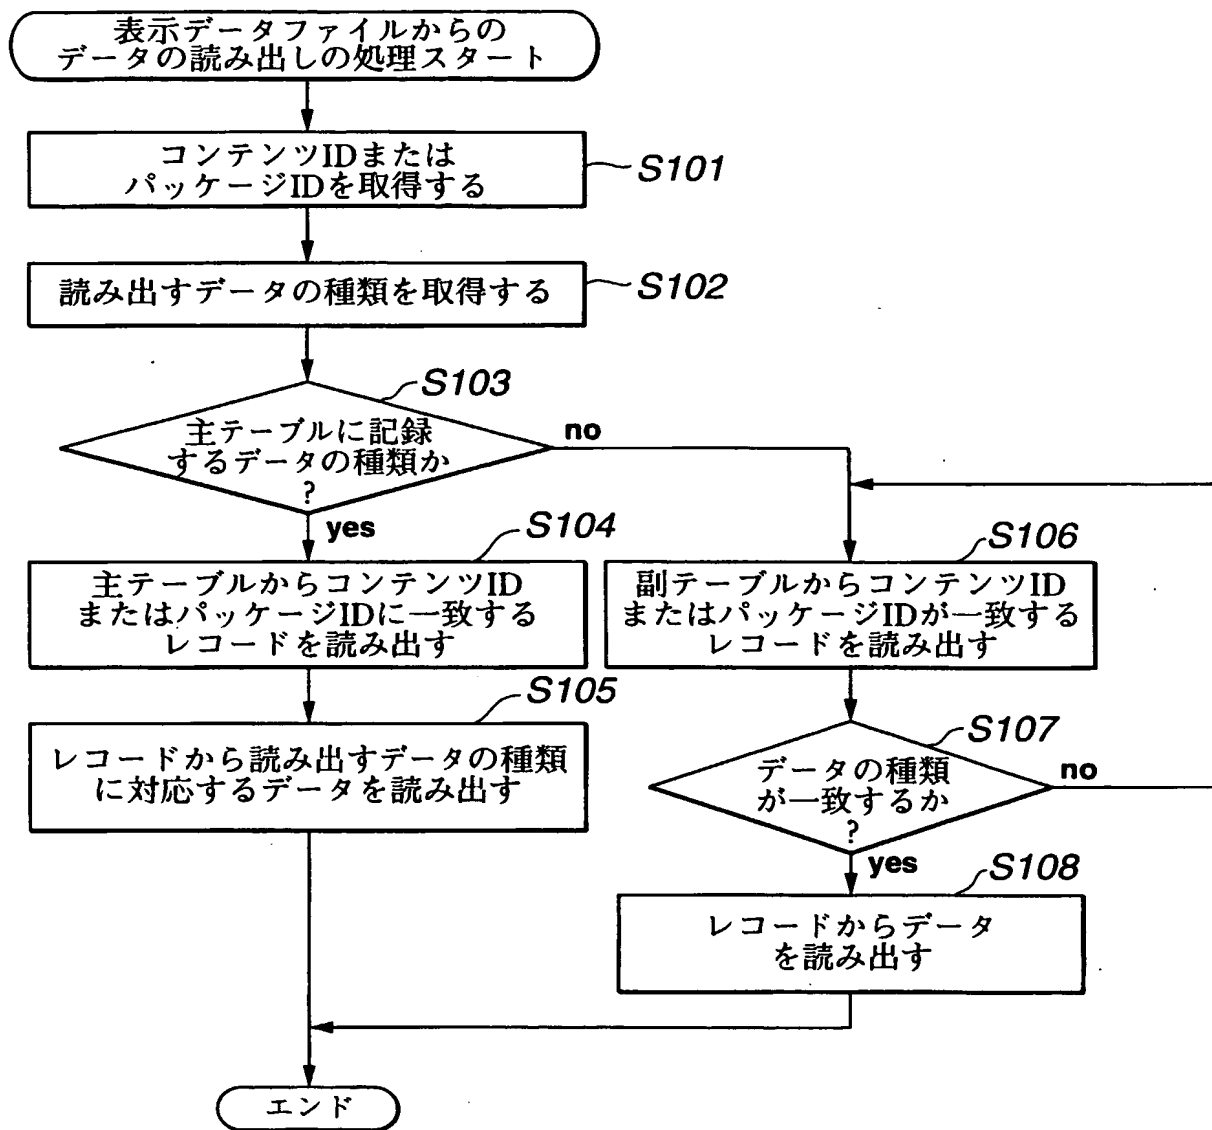 表示データファイルからの
データの読み出しの処理スタート
コンテンツIDまたは
パッケージIDを取得する
S101
読み出すデータの種類を取得する
S102
S103
主テーブルに記録
するデータの種類か
?
no
yes
S104
主テーブルからコンテンツID
またはパッケージIDに一致する
レコードを読み出す
S105
レコードから読み出すデータの種類
に対応するデータを読み出す
S106
副テーブルからコンテンツID
またはパッケージIDが一致する
レコードを読み出す
S107
データの種類
が一致するか
?
no
yes
S108
レコードからデータ
を読み出す
エンド